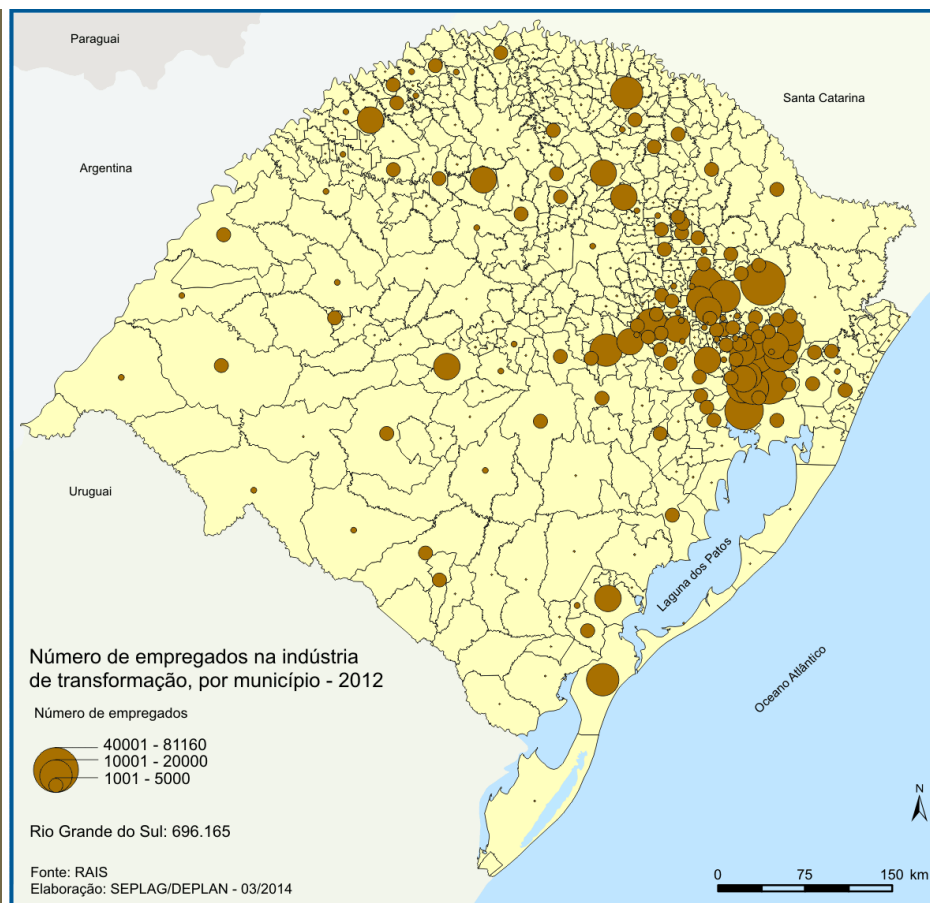 Paraguai
Santa Catarina
Argentina
Uruguai
Laguna dos Patos
Oceano Atlântico
Número de empregados na indústria
de transformação, por município - 2012
Número de empregados
40001 - 81160
10001 - 20000
1001 - 5000
Rio Grande do Sul: 696.165
Fonte: RAIS
Elaboração: SEPLAG/DEPLAN - 03/2014
N
0 75 150 km